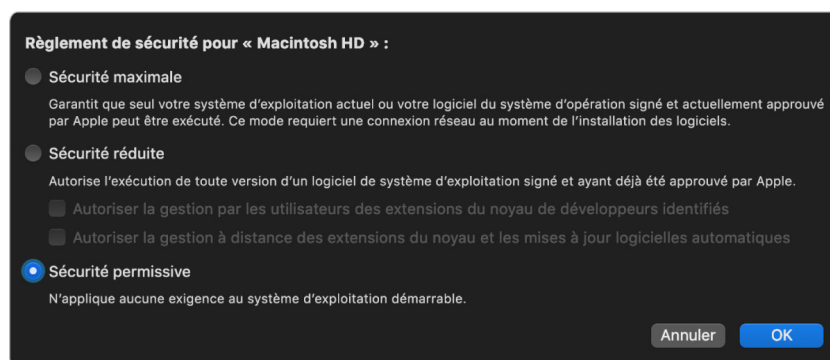 Règlement de sécurité pour « Macintosh HD » :
Sécurité maximale
Garantit que seul votre système d'exploitation actuel ou votre logiciel du système d'opération signé et actuellement approuvé
par Apple peut être exécuté. Ce mode requiert une connexion réseau au moment de l'installation des logiciels.
Sécurité réduite
Autorise l'exécution de toute version d'un logiciel de système d'exploitation signé et ayant déjà été approuvé par Apple.
Autoriser la gestion par les utilisateurs des extensions du noyau de développeurs identifiés
Autoriser la gestion à distance des extensions du noyau et les mises à jour logicielles automatiques
Sécurité permissive
N'applique aucune exigence au système d'exploitation démarrable.
Annuler OK